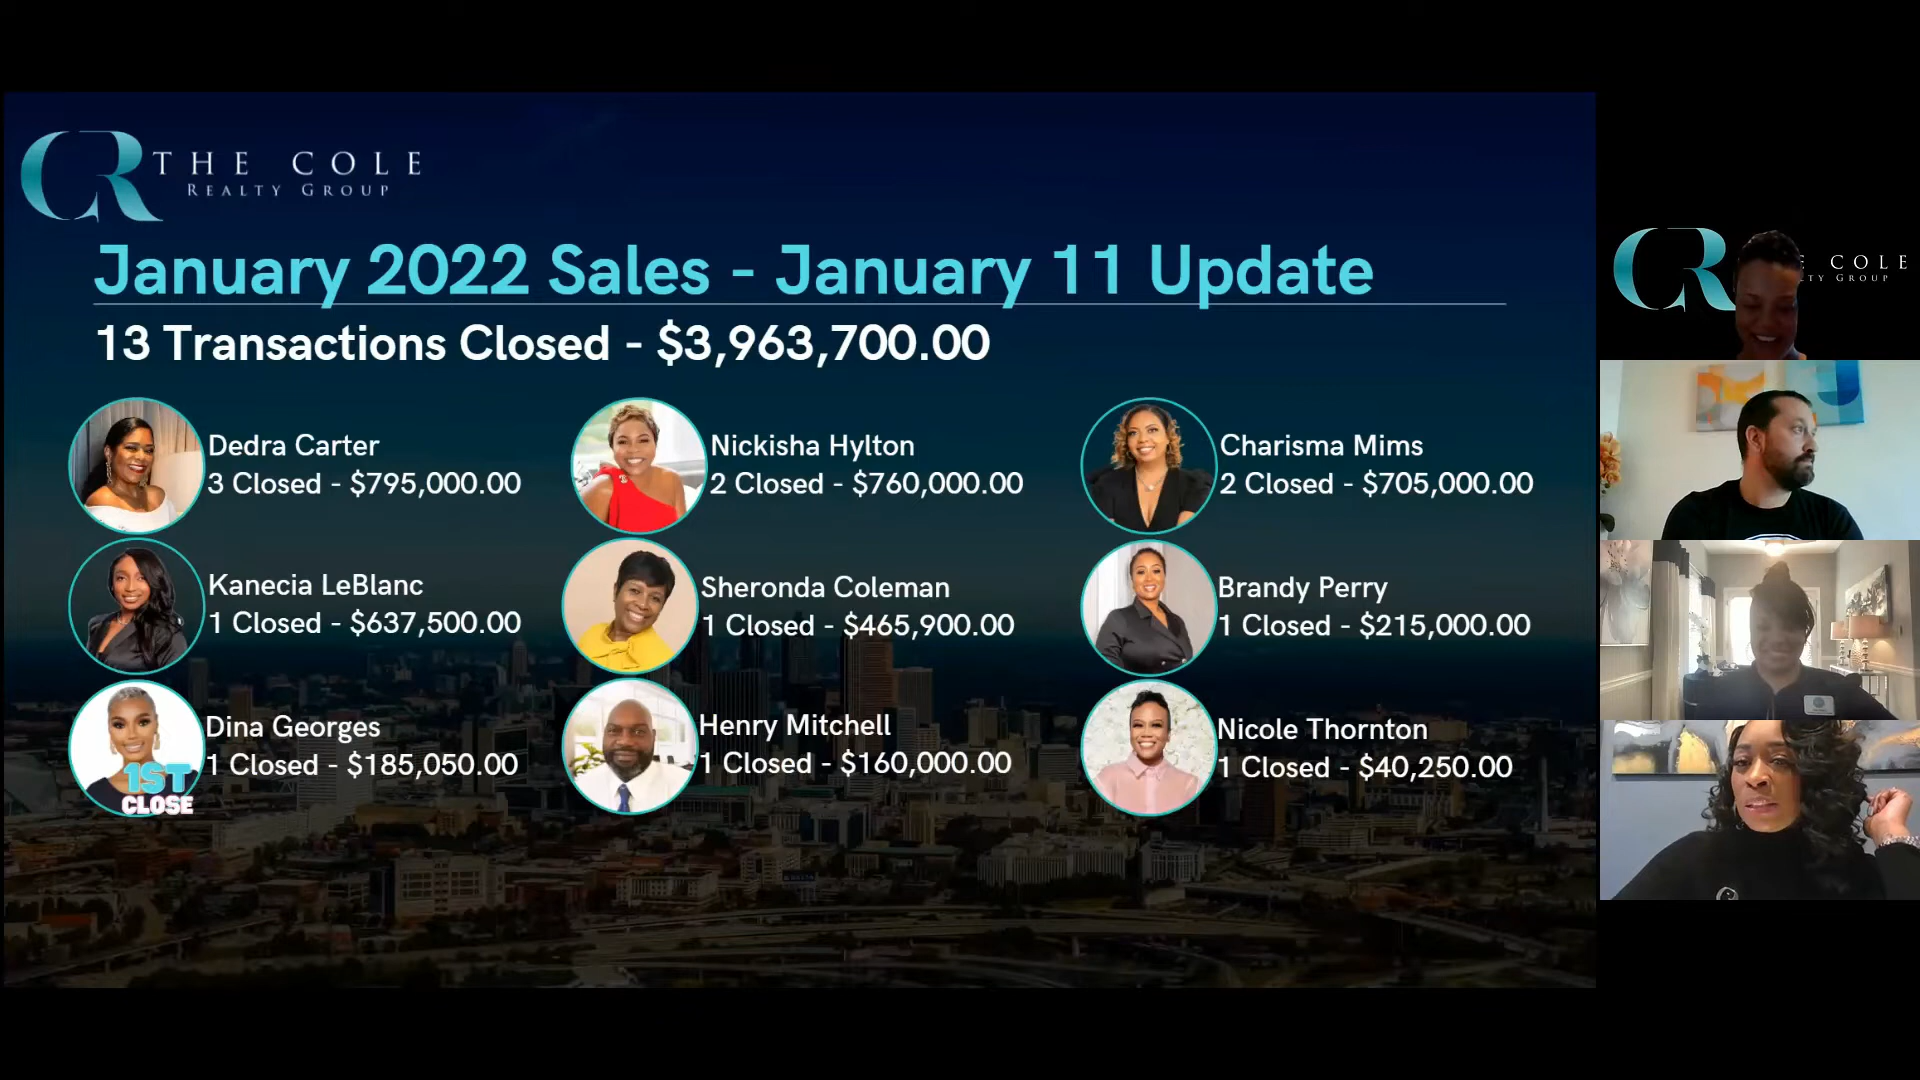 THE COLE
REALTY GROUP
January 2022 Sales - January 11 Update
13 Transactions Closed - $3,963,700.00
Dedra Carter
3 Closed - $795,000.00
Nickisha Hylton
2 Closed - $760,000.00
Charisma Mims
2 Closed - $705,000.00
Kanecia LeBlanc
1 Closed - $637,500.00
Sheronda Coleman
1 Closed - $465,900.00
Brandy Perry
1 Closed - $215,000.00
Dina Georges
1 Closed - $185,050.00
1ST
CLOSE
Henry Mitchell
1 Closed - $160,000.00
Nicole Thornton
1 Closed - $40,250.00
COLE
GROUP